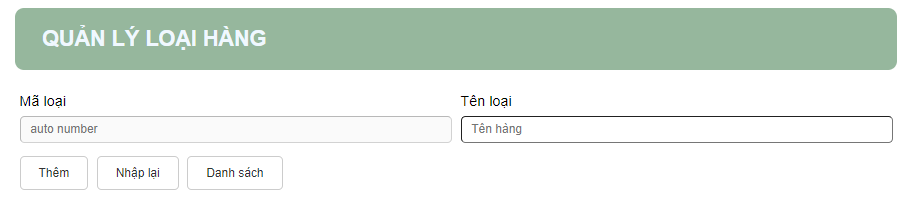 QUẢN LÝ LOẠI HÀNG
Mã loại Tên loại
auto number Tên hàng
Thêm Nhập lại Danh sách